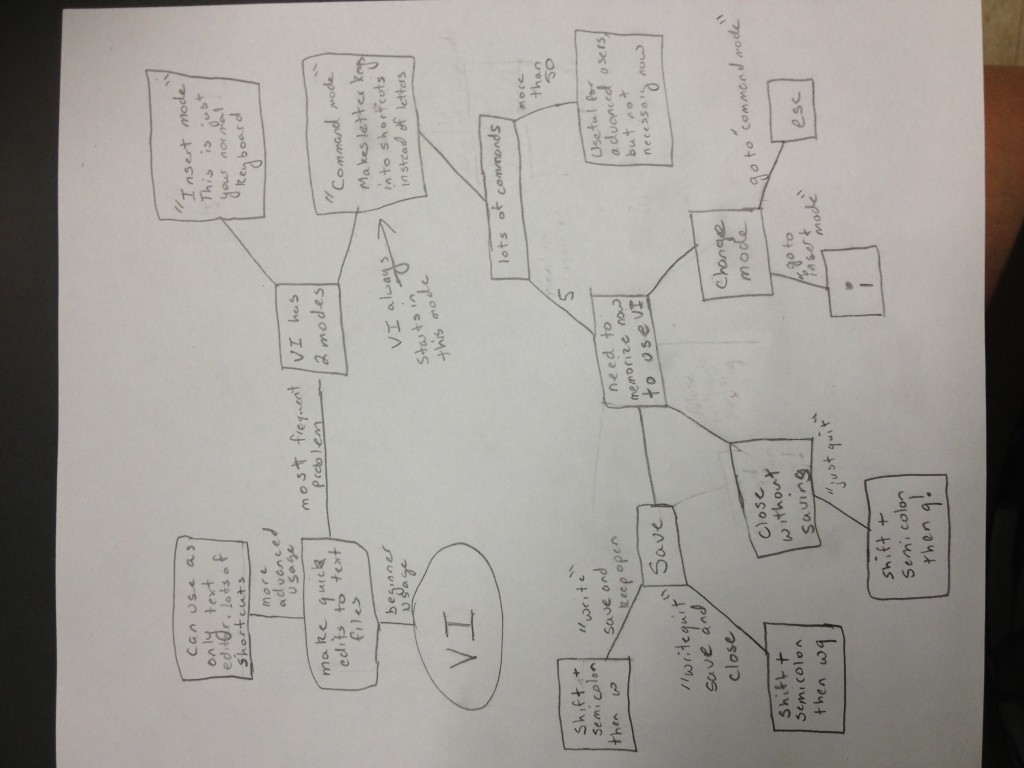 can use as
only text
editor. lots of
shortcuts
more
advanced
usage
make quick
edits to text
files
beginner
usage
VI
most frequent
problem
VI has
2 modes
"Insert mode"
This is just
your normal
keyboard
"Command mode"
Makes letter keys
into shortcuts
instead of letters
VI always
starts in
this mode
lots of commands
5
more
than
50
need to
memorize now
to use VI
Useful for
advanced users,
but not
necessary now
Save
"write"
save and
keep open
shift +
semicolon
then w
"writequit"
save and
close
shift +
semicolon
then wq
close
without
saving
"just quit"
shift +
semicolon
then q!
change
mode
go to "command mode"
esc
"go to
insert
mode"
i